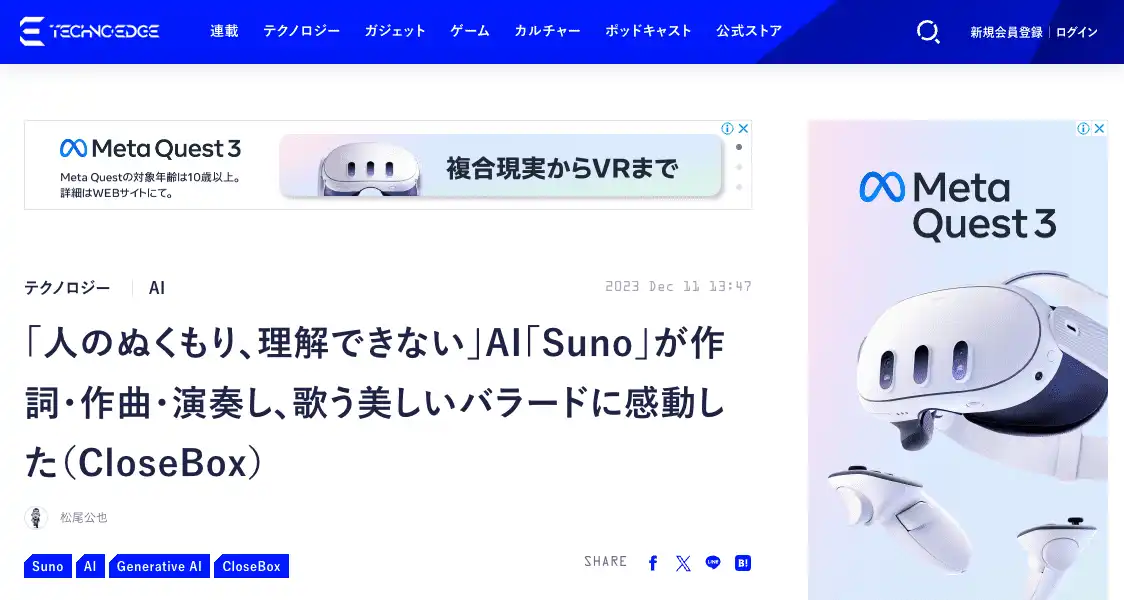 TECHNOEDGE
連載 テクノロジー ガジェット ゲーム カルチャー ポッドキャスト 公式ストア
新規会員登録 ログイン
Meta Quest 3
Meta Questの対象年齢は10歳以上。
詳細はWEBサイトにて。
複合現実からVRまで
Meta
Quest 3
テクノロジー AI
2023 Dec 11 13:47
「人のぬくもり、理解できない」AI「Suno」が作
詞・作曲・演奏し、歌う美しいバラードに感動し
た(CloseBox)
松尾公也
Suno AI Generative AI CloseBox
SHARE
LINE
B!